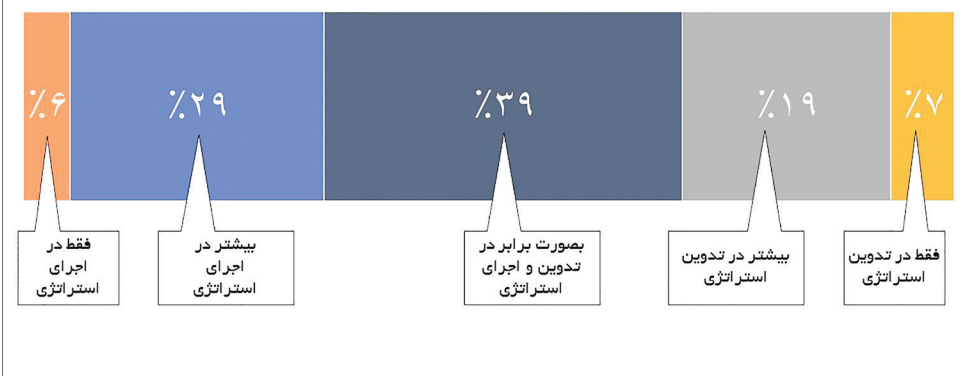 ٪۷
٪۱۹
٪۳۹
٪۲۹
٪۶
فقط در تدوین
استراتژی
بیشتر در تدوین
استراتژی
بصورت برابر در
تدوین و اجرای
استراتژی
بیشتر در
اجرای
استراتژی
فقط در
اجرای
استراتژی